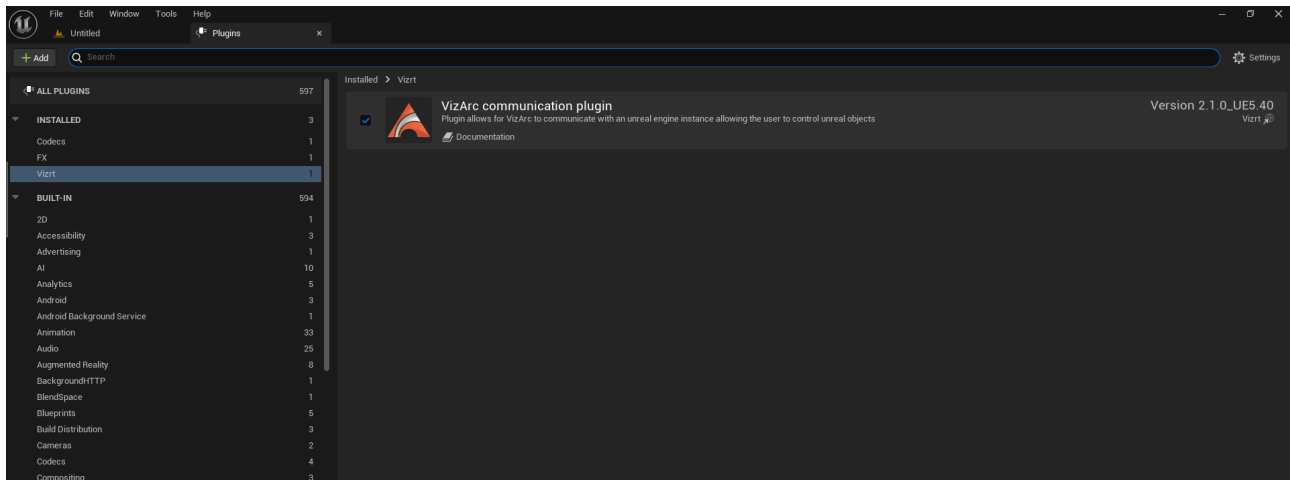 File Edit Window Tools Help
Untitled
Plugins
Add
Search
Settings
ALL PLUGINS 597
INSTALLED 3
Codecs 1
FX 1
Vizrt 1
BUILT-IN 594
2D 1
Accessibility 3
Advertising 1
AI 10
Analytics 5
Android 3
Android Background Service 1
Animation 33
Audio 25
Augmented Reality 8
BackgroundHTTP 1
BlendSpace 1
Blueprints 5
Build Distribution 3
Cameras 2
Codecs 4
Compositing 3
Installed > Vizrt
VizArc communication plugin
Version 2.1.0_UE5.40
Plugin allows for VizArc to communicate with an unreal engine instance allowing the user to control unreal objects
Vizrt
Documentation